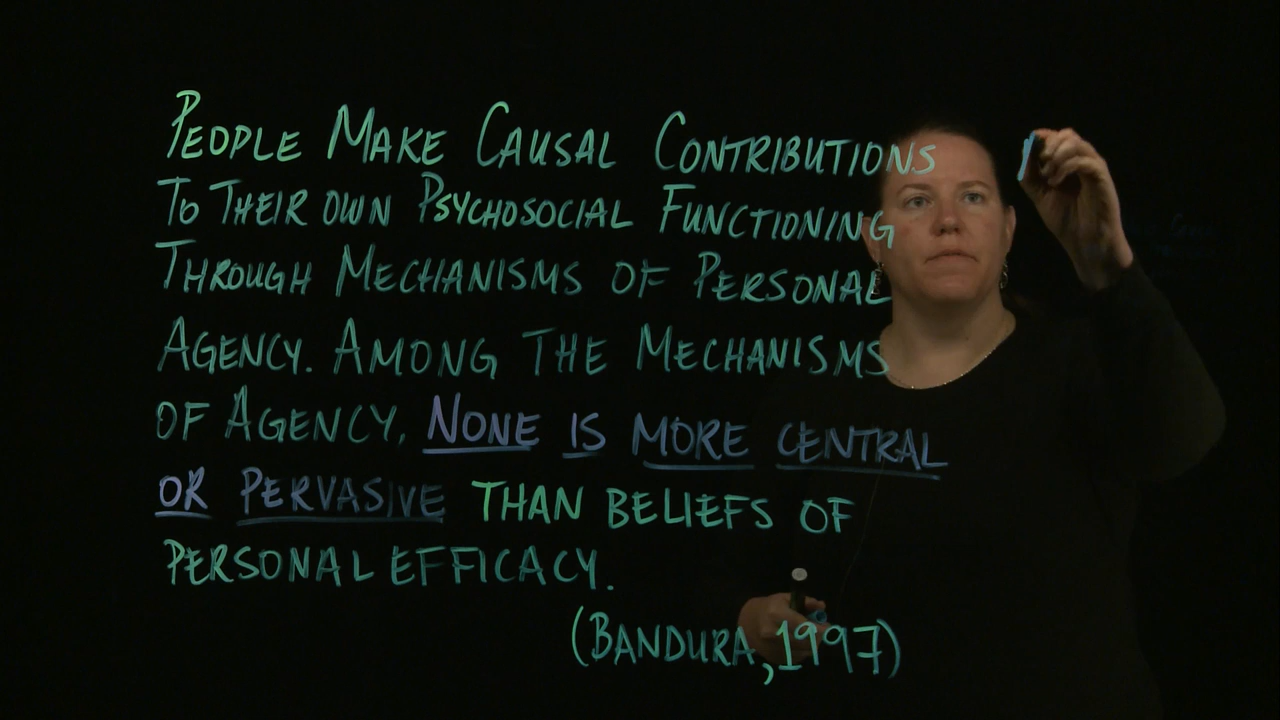 PEOPLE MAKE CAUSAL CONTRIBUTIONS
TO THEIR OWN PSYCHOSOCIAL FUNCTIONING
THROUGH MECHANISMS OF PERSONAL
AGENCY. AMONG THE MECHANISMS
OF AGENCY, NONE IS MORE CENTRAL
OR PERVASIVE THAN BELIEFS OF
PERSONAL EFFICACY.
(BANDURA, 1997)